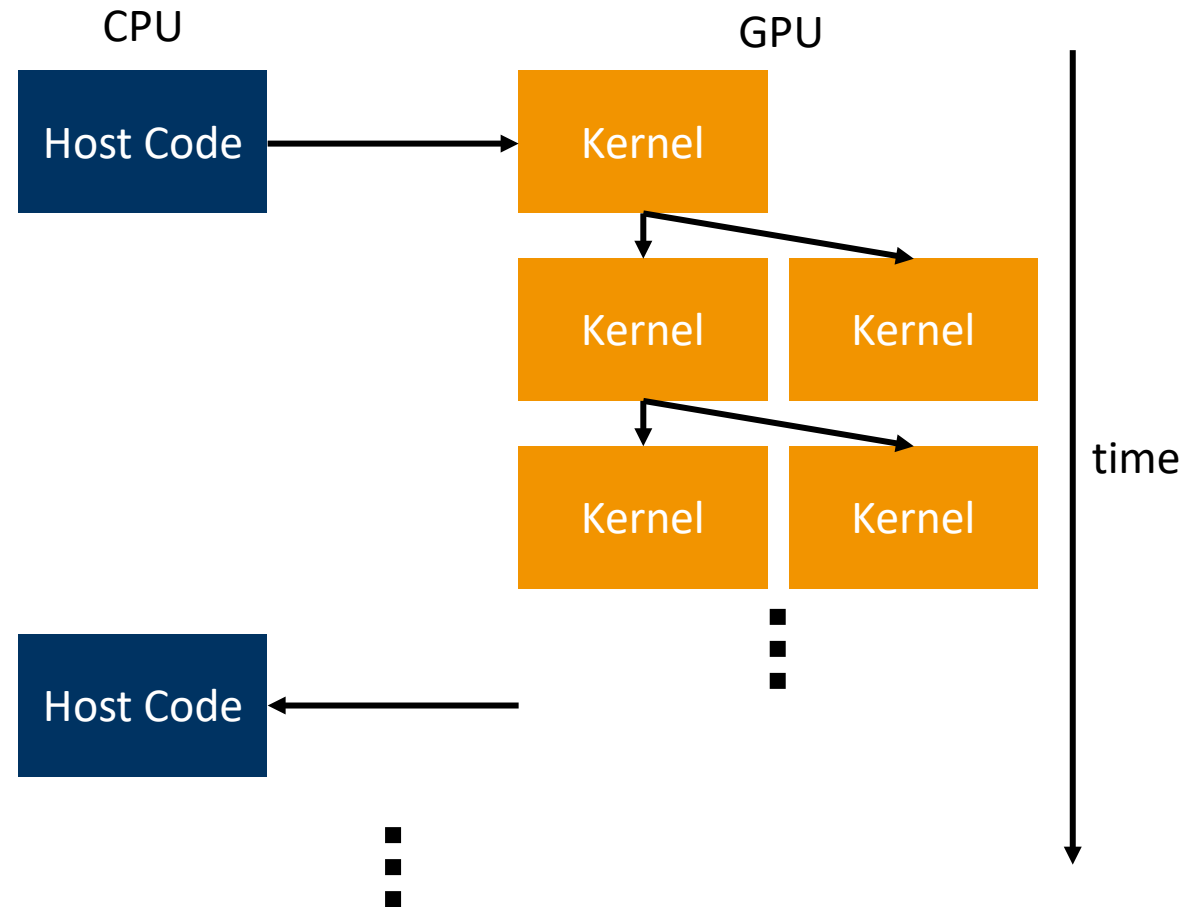 CPU
GPU
Host Code
Kernel
Kernel
Kernel
time
Kernel
Kernel
Host Code